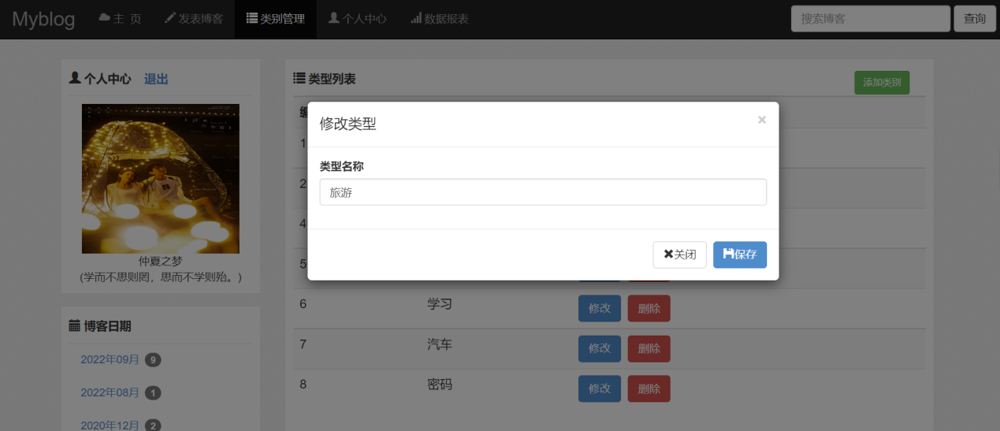 Myblog 主 页 发表博客 类别管理 个人中心 数据报表 搜索博客 查询
个人中心 退出
仲夏之梦
(学而不思则罔，思而不学则殆。)
博客日期
2022年09月 9
2022年08月 1
2020年12月 2
类型列表 添加类别
修改类型 ×
类型名称
旅游
关闭 保存
1
2
4
5
6 学习 修改 删除
7 汽车 修改 删除
8 密码 修改 删除